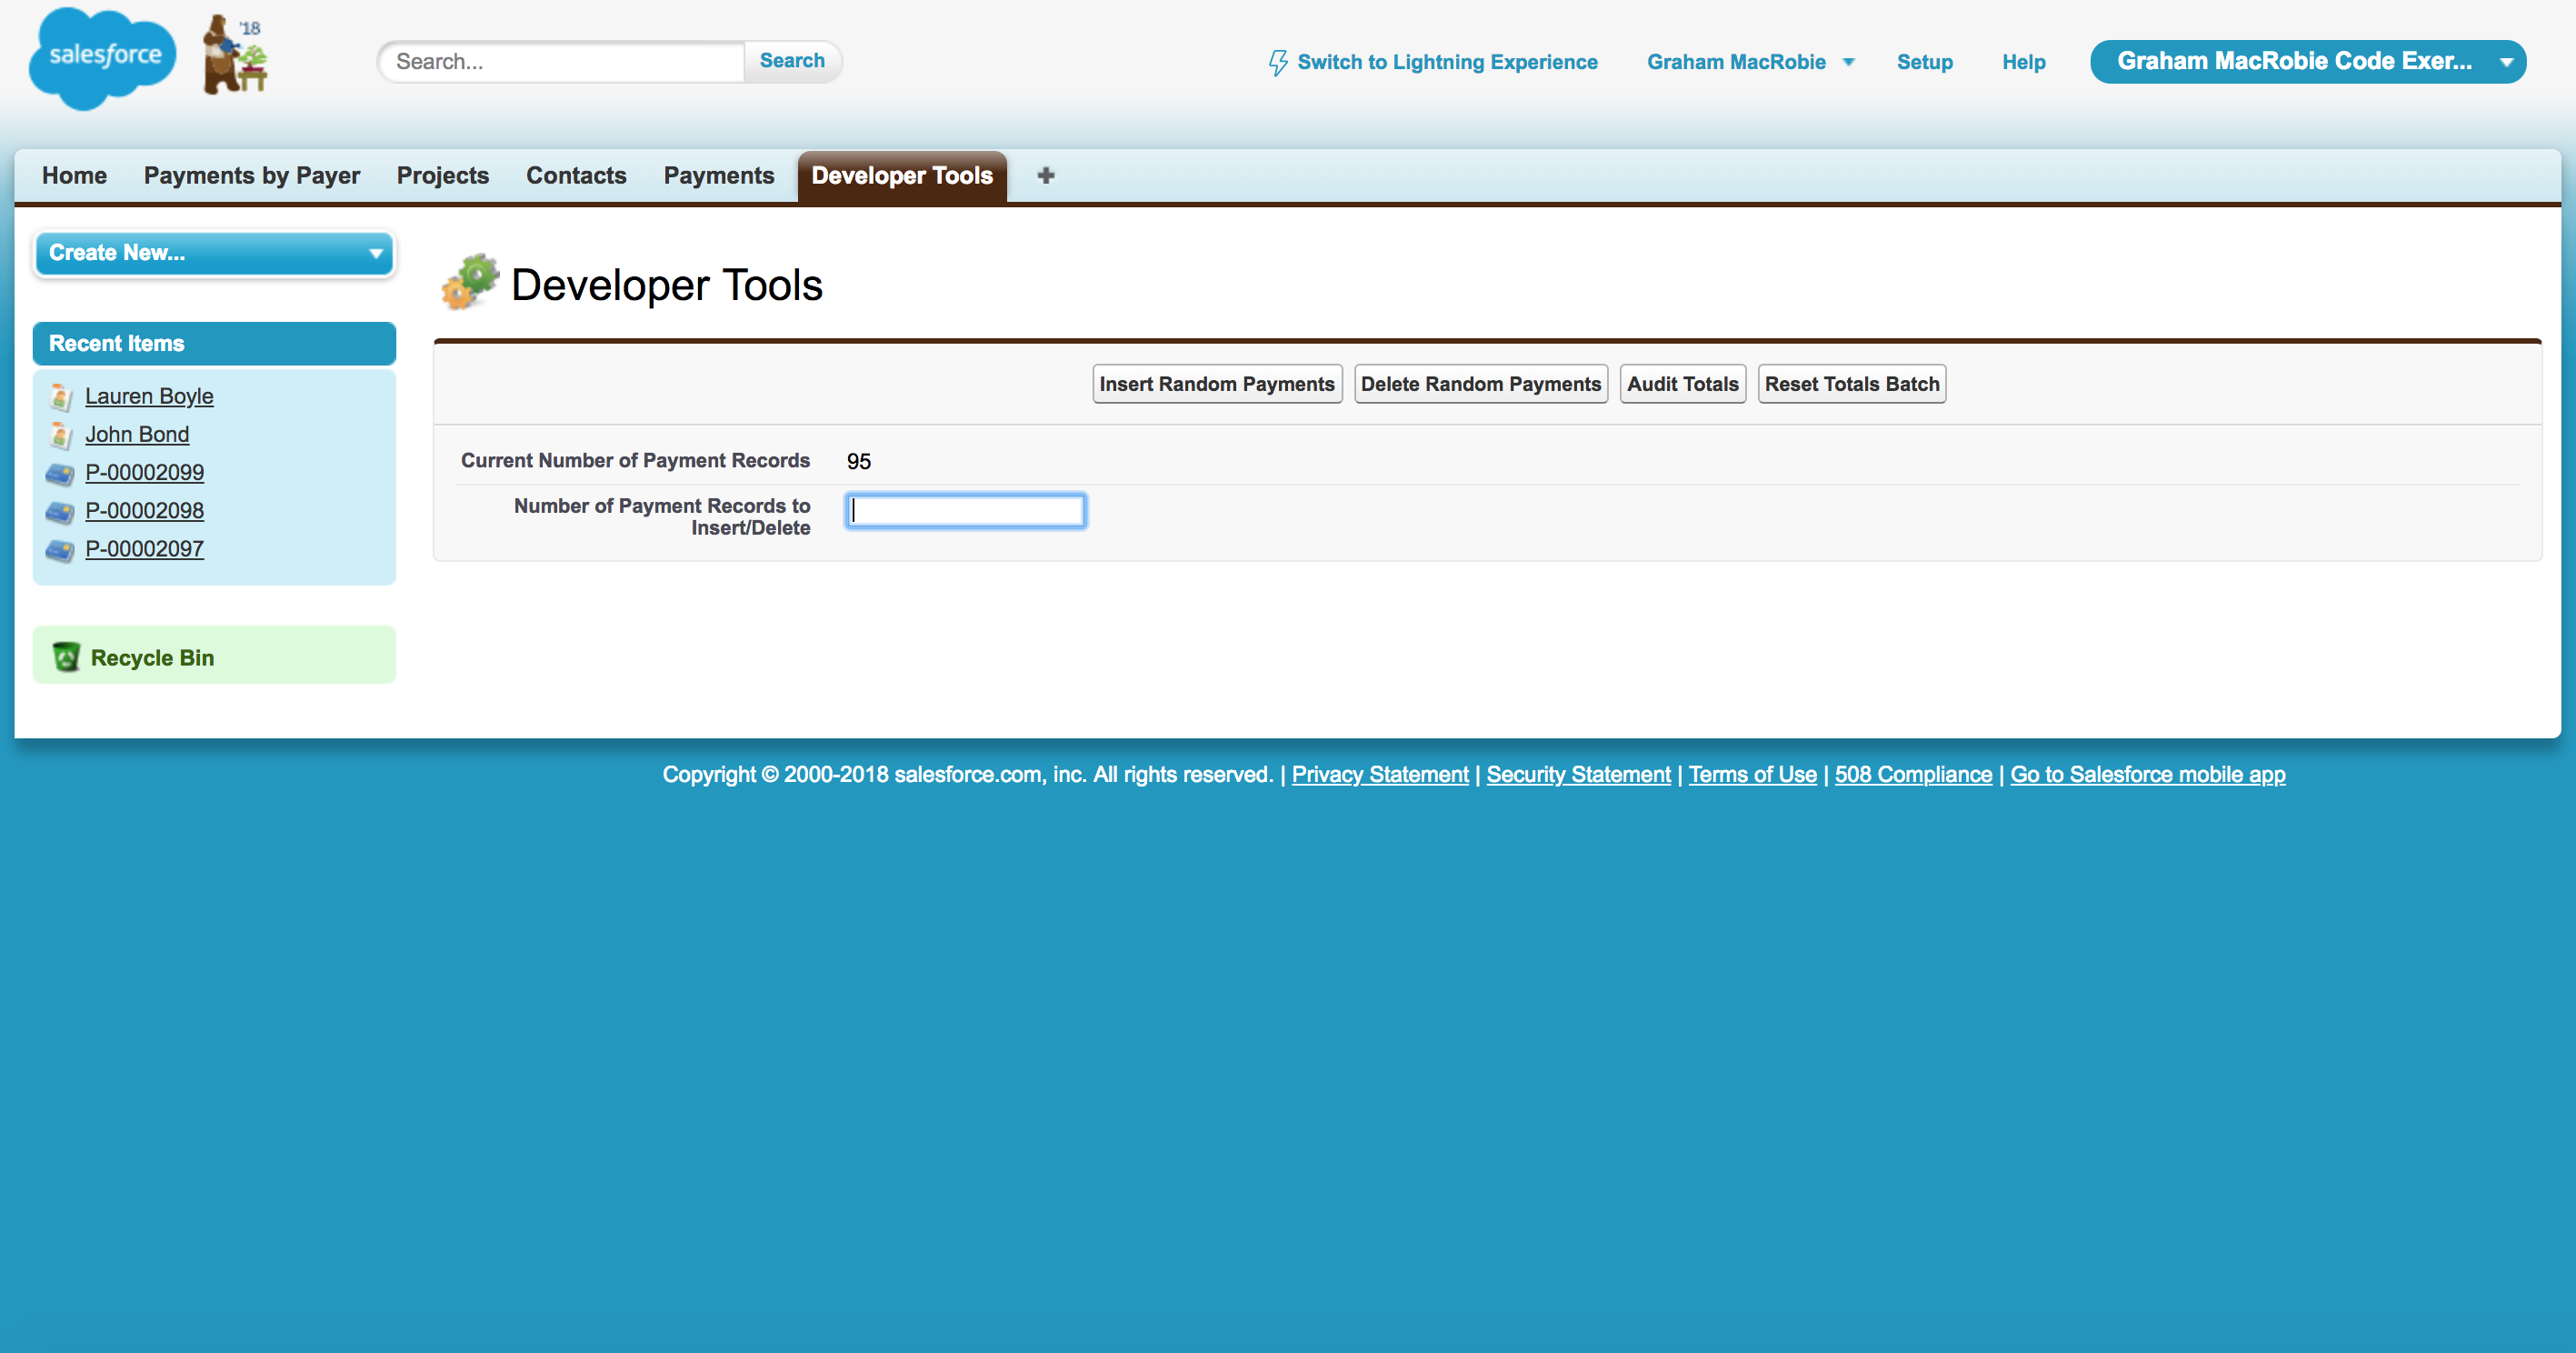 salesforce
'18
Search...
Search
Switch to Lightning Experience
Graham MacRobie
Setup
Help
Graham MacRobie Code Exer...
Home
Payments by Payer
Projects
Contacts
Payments
Developer Tools
Create New...
Recent Items
Lauren Boyle
John Bond
P-00002099
P-00002098
P-00002097
Recycle Bin
Developer Tools
Insert Random Payments
Delete Random Payments
Audit Totals
Reset Totals Batch
Current Number of Payment Records
95
Number of Payment Records to
Insert/Delete
Copyright © 2000-2018 salesforce.com, inc. All rights reserved. | Privacy Statement | Security Statement | Terms of Use | 508 Compliance | Go to Salesforce mobile app